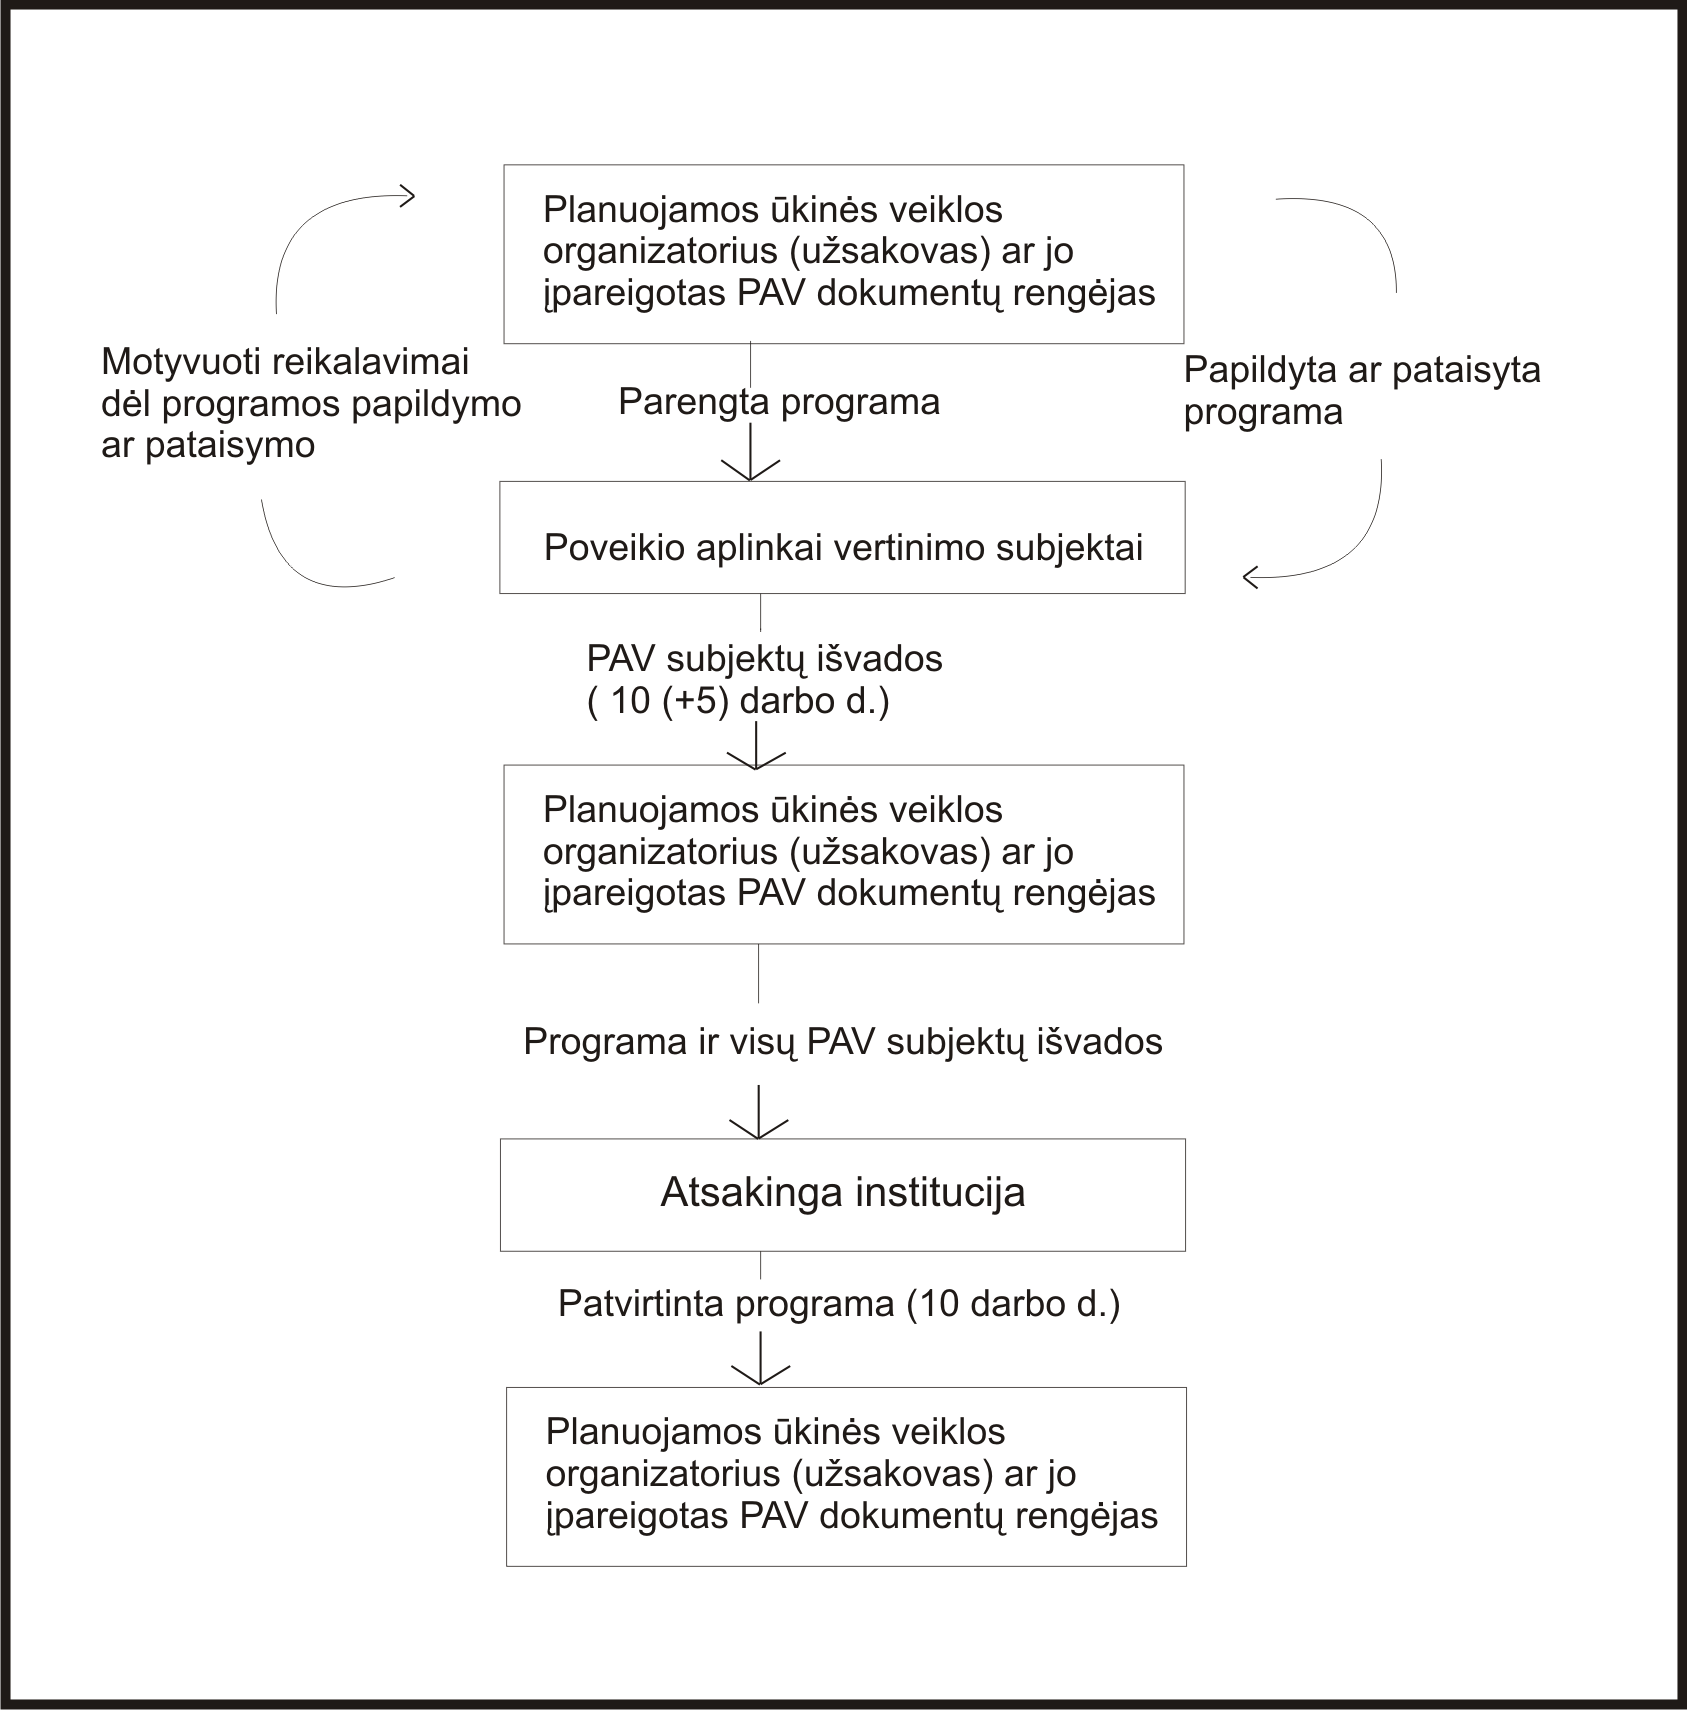 Planuojamos ūkinės veiklos
organizatorius (užsakovas) ar jo
įpareigotas PAV dokumentų rengėjas
Motyvuoti reikalavimai
dėl programos papildymo
ar pataisymo
Parengta programa
Papildyta ar pataisyta
programa
Poveikio aplinkai vertinimo subjektai
PAV subjektų išvados
( 10 (+5) darbo d.)
Planuojamos ūkinės veiklos
organizatorius (užsakovas) ar jo
įpareigotas PAV dokumentų rengėjas
Programa ir visų PAV subjektų išvados
Atsakinga institucija
Patvirtinta programa (10 darbo d.)
Planuojamos ūkinės veiklos
organizatorius (užsakovas) ar jo
įpareigotas PAV dokumentų rengėjas